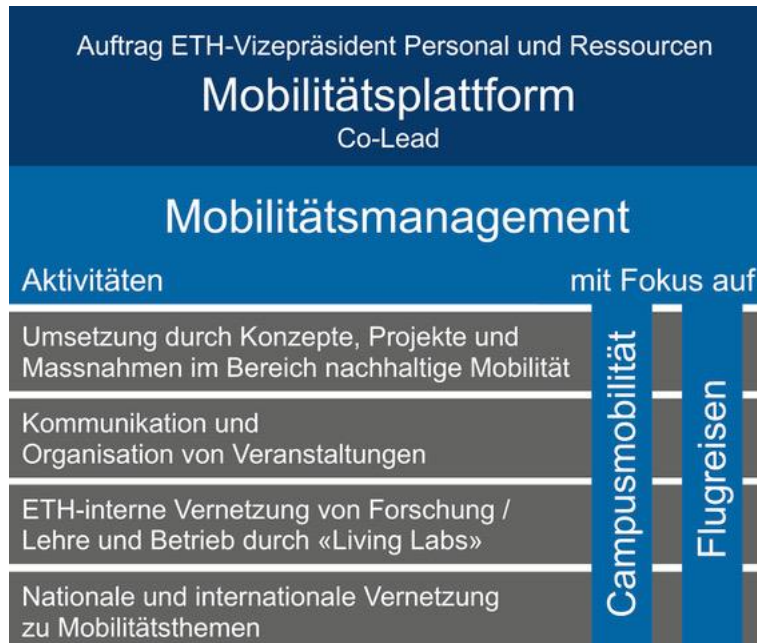 Auftrag ETH-Vizepräsident Personal und Ressourcen
Mobilitätsplattform
Co-Lead
Mobilitätsmanagement
Aktivitäten
mit Fokus auf
Umsetzung durch Konzepte, Projekte und
Massnahmen im Bereich nachhaltige Mobilität
Kommunikation und
Organisation von Veranstaltungen
ETH-interne Vernetzung von Forschung /
Lehre und Betrieb durch «Living Labs»
Nationale und internationale Vernetzung
zu Mobilitätsthemen
Campusmobilität
Flugreisen